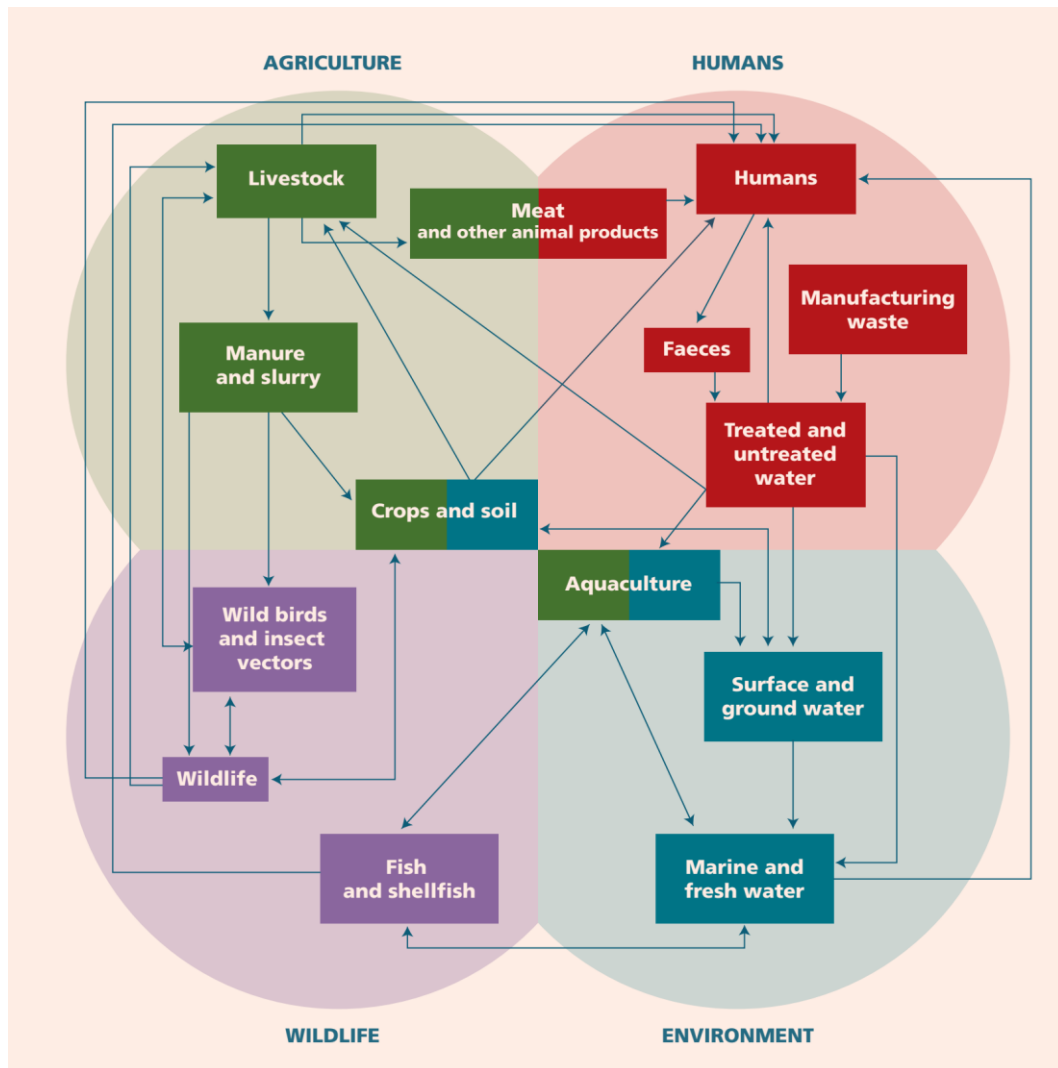 AGRICULTURE
HUMANS
Livestock
Humans
Meat
and other animal products
Manufacturing
waste
Manure
and slurry
Faeces
Treated and
untreated
water
Crops and soil
Aquaculture
Wild birds
and insect
vectors
Surface and
ground water
Wildlife
Fish
and shellfish
Marine and
fresh water
WILDLIFE
ENVIRONMENT